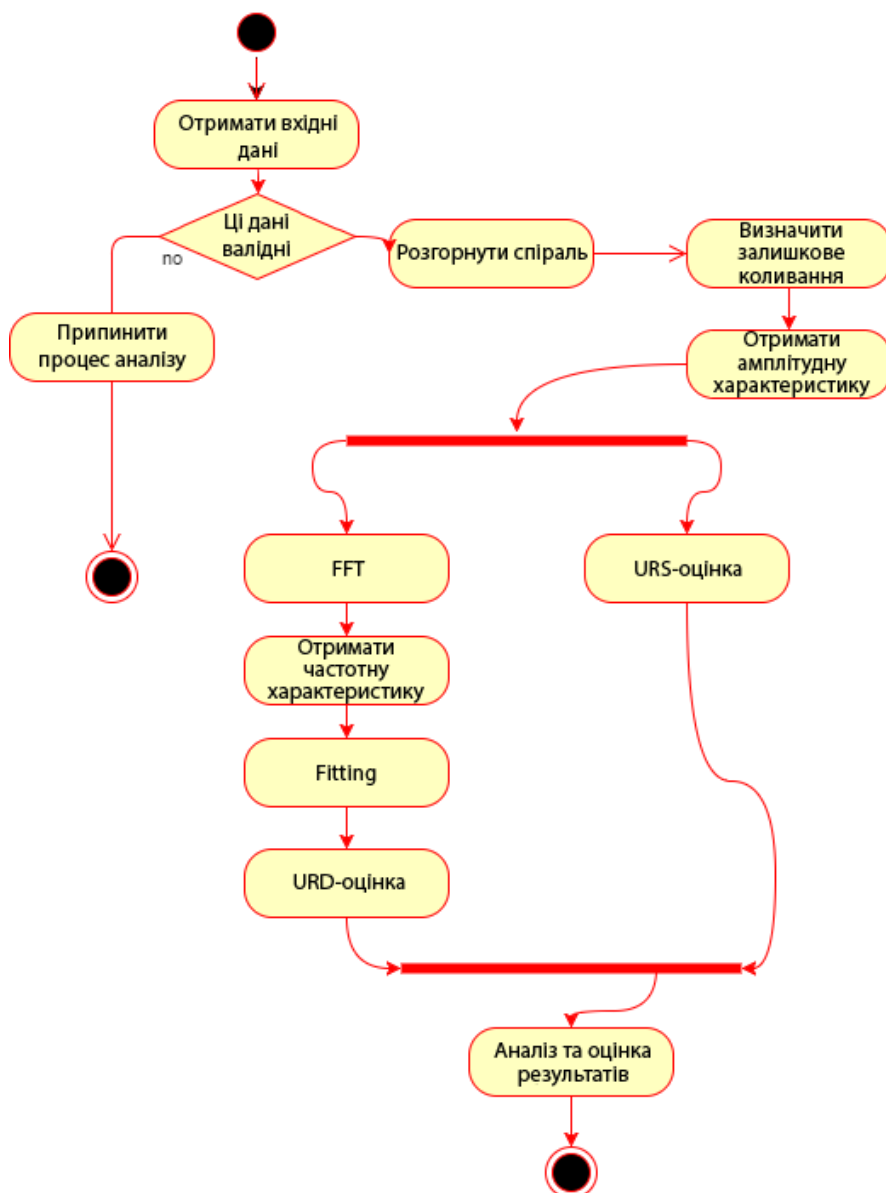 Отримати вхідні
дані
Ці дані
валідні
no
Розгорнути спіраль
Визначити
залишкове
коливання
Припинити
процес аналізу
Отримати
амплітудну
характеристику
FFT
URS-оцінка
Отримати
частотну
характеристику
Fitting
URD-оцінка
Аналіз та оцінка
результатів